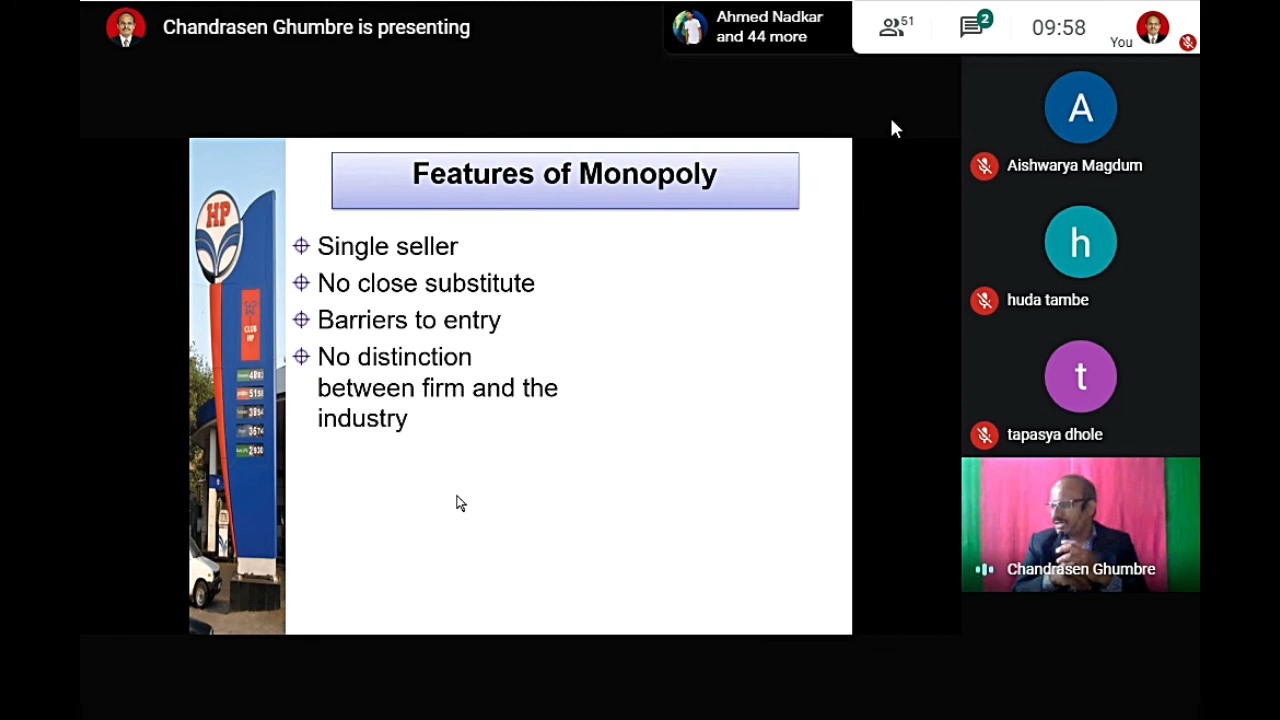 Chandrasen Ghumbre is presenting
Ahmed Nadkar
and 44 more
51
2
09:58
You
Features of Monopoly
Single seller
No close substitute
Barriers to entry
No distinction
between firm and the
industry
HP
CLUB
HP
A
Aishwarya Magdum
h
huda tambe
t
tapasya dhole
Chandrasen Ghumbre